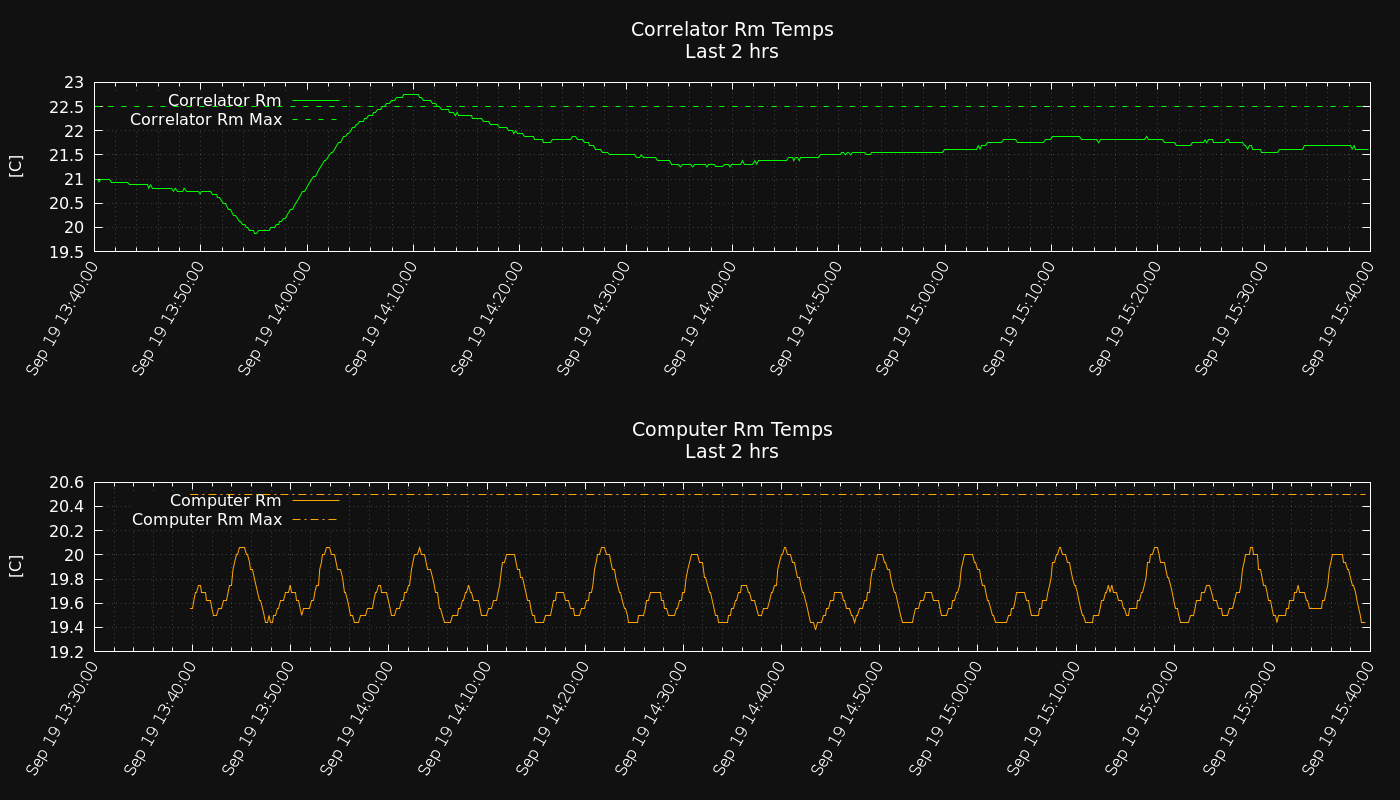 Correlator Rm Temps
Last 2 hrs
[C]
23
22.5
22
21.5
21
20.5
20
19.5
Correlator Rm
Correlator Rm Max
Sep 19 13:40:00
Sep 19 13:50:00
Sep 19 14:00:00
Sep 19 14:10:00
Sep 19 14:20:00
Sep 19 14:30:00
Sep 19 14:40:00
Sep 19 14:50:00
Sep 19 15:00:00
Sep 19 15:10:00
Sep 19 15:20:00
Sep 19 15:30:00
Sep 19 15:40:00
Computer Rm Temps
Last 2 hrs
[C]
20.6
20.4
20.2
20
19.8
19.6
19.4
19.2
Computer Rm
Computer Rm Max
Sep 19 13:30:00
Sep 19 13:40:00
Sep 19 13:50:00
Sep 19 14:00:00
Sep 19 14:10:00
Sep 19 14:20:00
Sep 19 14:30:00
Sep 19 14:40:00
Sep 19 14:50:00
Sep 19 15:00:00
Sep 19 15:10:00
Sep 19 15:20:00
Sep 19 15:30:00
Sep 19 15:40:00